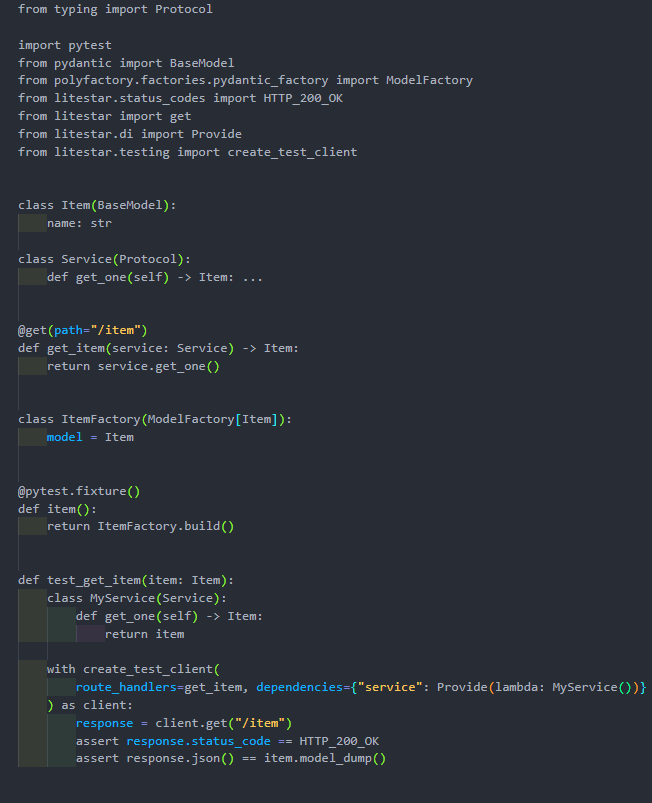 from typing import Protocol

import pytest
from pydantic import BaseModel
from polyfactory.factories.pydantic_factory import ModelFactory
from litestar.status_codes import HTTP_200_OK
from litestar import get
from litestar.di import Provide
from litestar.testing import create_test_client


class Item(BaseModel):
    name: str

class Service(Protocol):
    def get_one(self) -> Item: ...


@get(path="/item")
def get_item(service: Service) -> Item:
    return service.get_one()


class ItemFactory(ModelFactory[Item]):
    model = Item


@pytest.fixture()
def item():
    return ItemFactory.build()


def test_get_item(item: Item):
    class MyService(Service):
        def get_one(self) -> Item:
            return item

    with create_test_client(
        route_handlers=get_item, dependencies={"service": Provide(lambda: MyService())}
    ) as client:
        response = client.get("/item")
        assert response.status_code == HTTP_200_OK
        assert response.json() == item.model_dump()